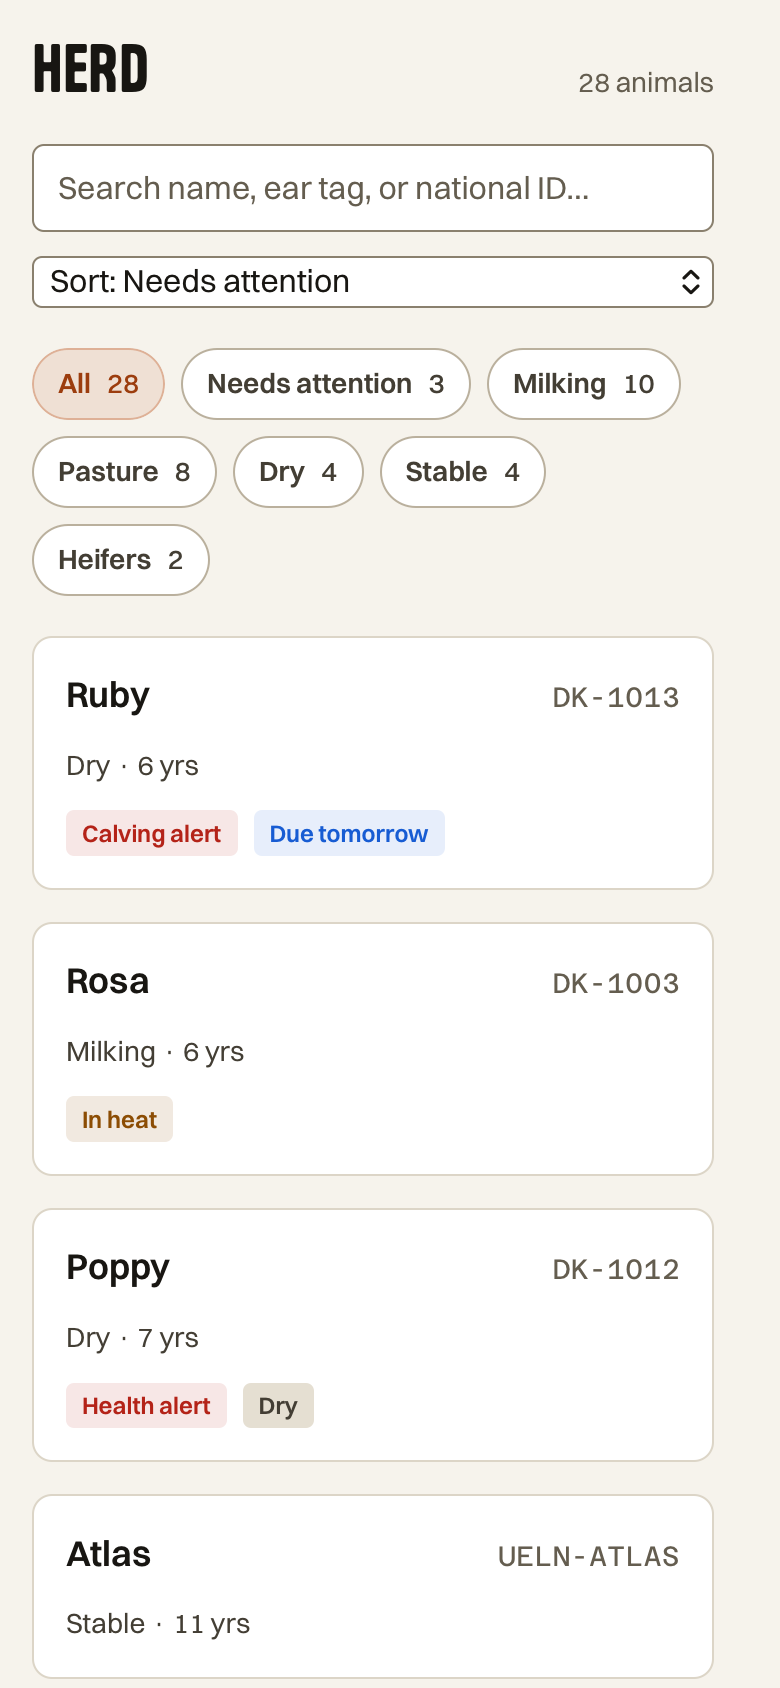 HERD
28 animals
Search name, ear tag, or national ID...
Sort: Needs attention
All 28 Needs attention 3 Milking 10
Pasture 8 Dry 4 Stable 4
Heifers 2
Ruby DK-1013
Dry · 6 yrs
Calving alert Due tomorrow
Rosa DK-1003
Milking · 6 yrs
In heat
Poppy DK-1012
Dry · 7 yrs
Health alert Dry
Atlas UELN-ATLAS
Stable · 11 yrs